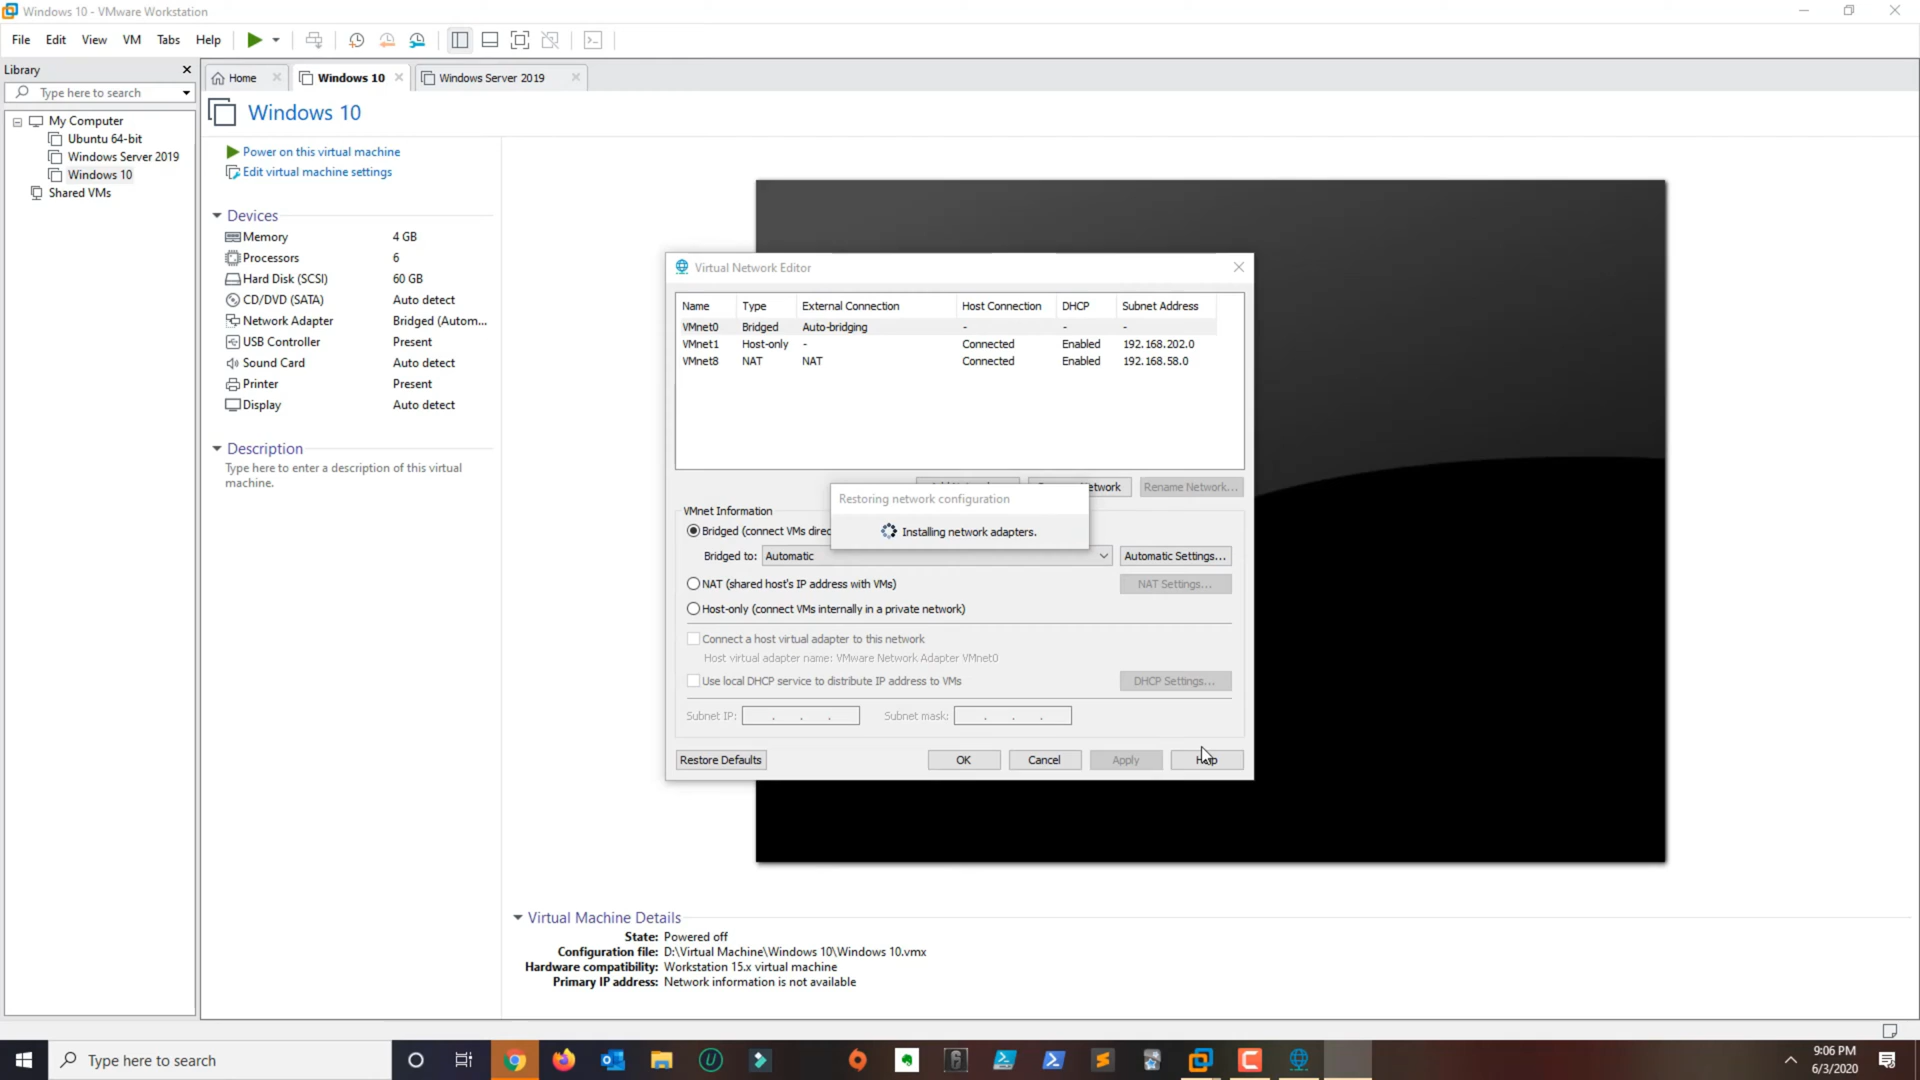 Windows 10 - VMware Workstation
File Edit View VM Tabs Help
Library
Type here to search
My Computer
Ubuntu 64-bit
Windows Server 2019
Windows 10
Shared VMs
Home
Windows 10
Windows Server 2019
Windows 10
Power on this virtual machine
Edit virtual machine settings
Devices
Memory 4 GB
Processors 6
Hard Disk (SCSI) 60 GB
CD/DVD (SATA) Auto detect
Network Adapter Bridged (Autom...
USB Controller Present
Sound Card Auto detect
Printer Present
Display Auto detect
Description
Type here to enter a description of this virtual
machine.
Virtual Network Editor
Name Type External Connection Host Connection DHCP Subnet Address
VMnet0 Bridged Auto-bridging - - -
VMnet1 Host-only - Connected Enabled 192.168.202.0
VMnet8 NAT NAT Connected Enabled 192.168.58.0
etwork Rename Network...
Restoring network configuration
Installing network adapters.
VMnet Information
Bridged (connect VMs direc
Bridged to: Automatic Automatic Settings...
NAT (shared host's IP address with VMs) NAT Settings...
Host-only (connect VMs internally in a private network)
Connect a host virtual adapter to this network
Host virtual adapter name: VMware Network Adapter VMnet0
Use local DHCP service to distribute IP address to VMs DHCP Settings...
Subnet IP: . . . Subnet mask: . . .
Restore Defaults OK Cancel Apply Help
Virtual Machine Details
State: Powered off
Configuration file: D:\Virtual Machine\Windows 10\Windows 10.vmx
Hardware compatibility: Workstation 15.x virtual machine
Primary IP address: Network information is not available
Type here to search
9:06 PM
6/3/2020